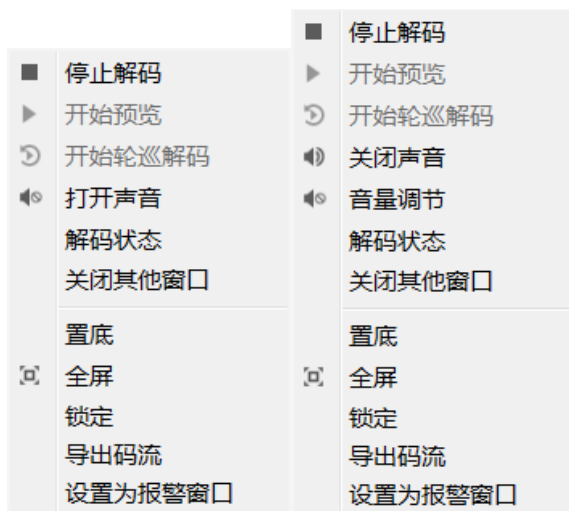 停止解码
开始预览
开始轮巡解码
打开声音
解码状态
关闭其他窗口
置底
全屏
锁定
导出码流
设置为报警窗口
停止解码
开始预览
开始轮巡解码
关闭声音
音量调节
解码状态
关闭其他窗口
置底
全屏
锁定
导出码流
设置为报警窗口